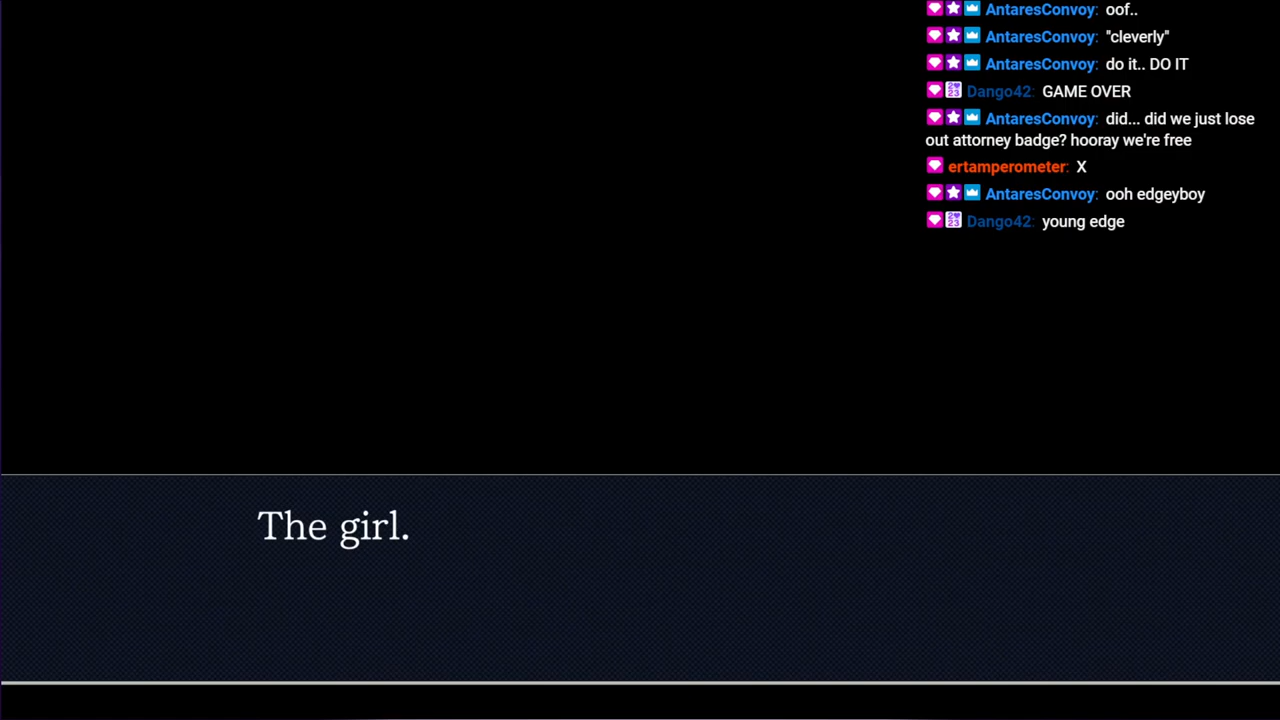 AntaresConvoy: oof..
AntaresConvoy: "cleverly"
AntaresConvoy: do it.. DO IT
Dango42: GAME OVER
AntaresConvoy: did... did we just lose
out attorney badge? hooray we're free
ertamperometer: X
AntaresConvoy: ooh edgeyboy
Dango42: young edge
The girl.